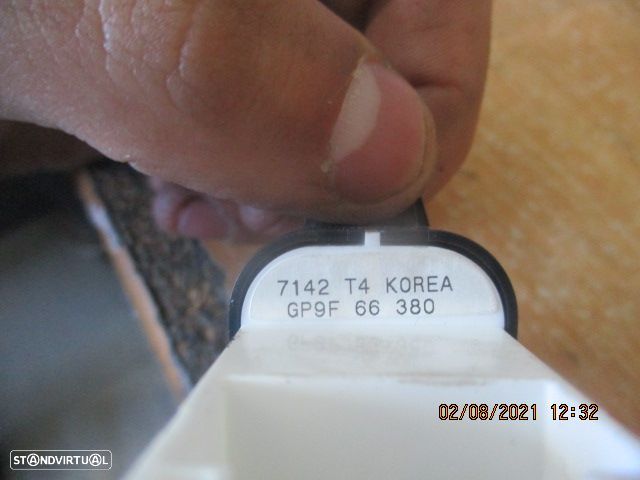 7142 T4 KOREA
GP9F 66 380
02/08/2021 12:32
STANDVIRTUAL